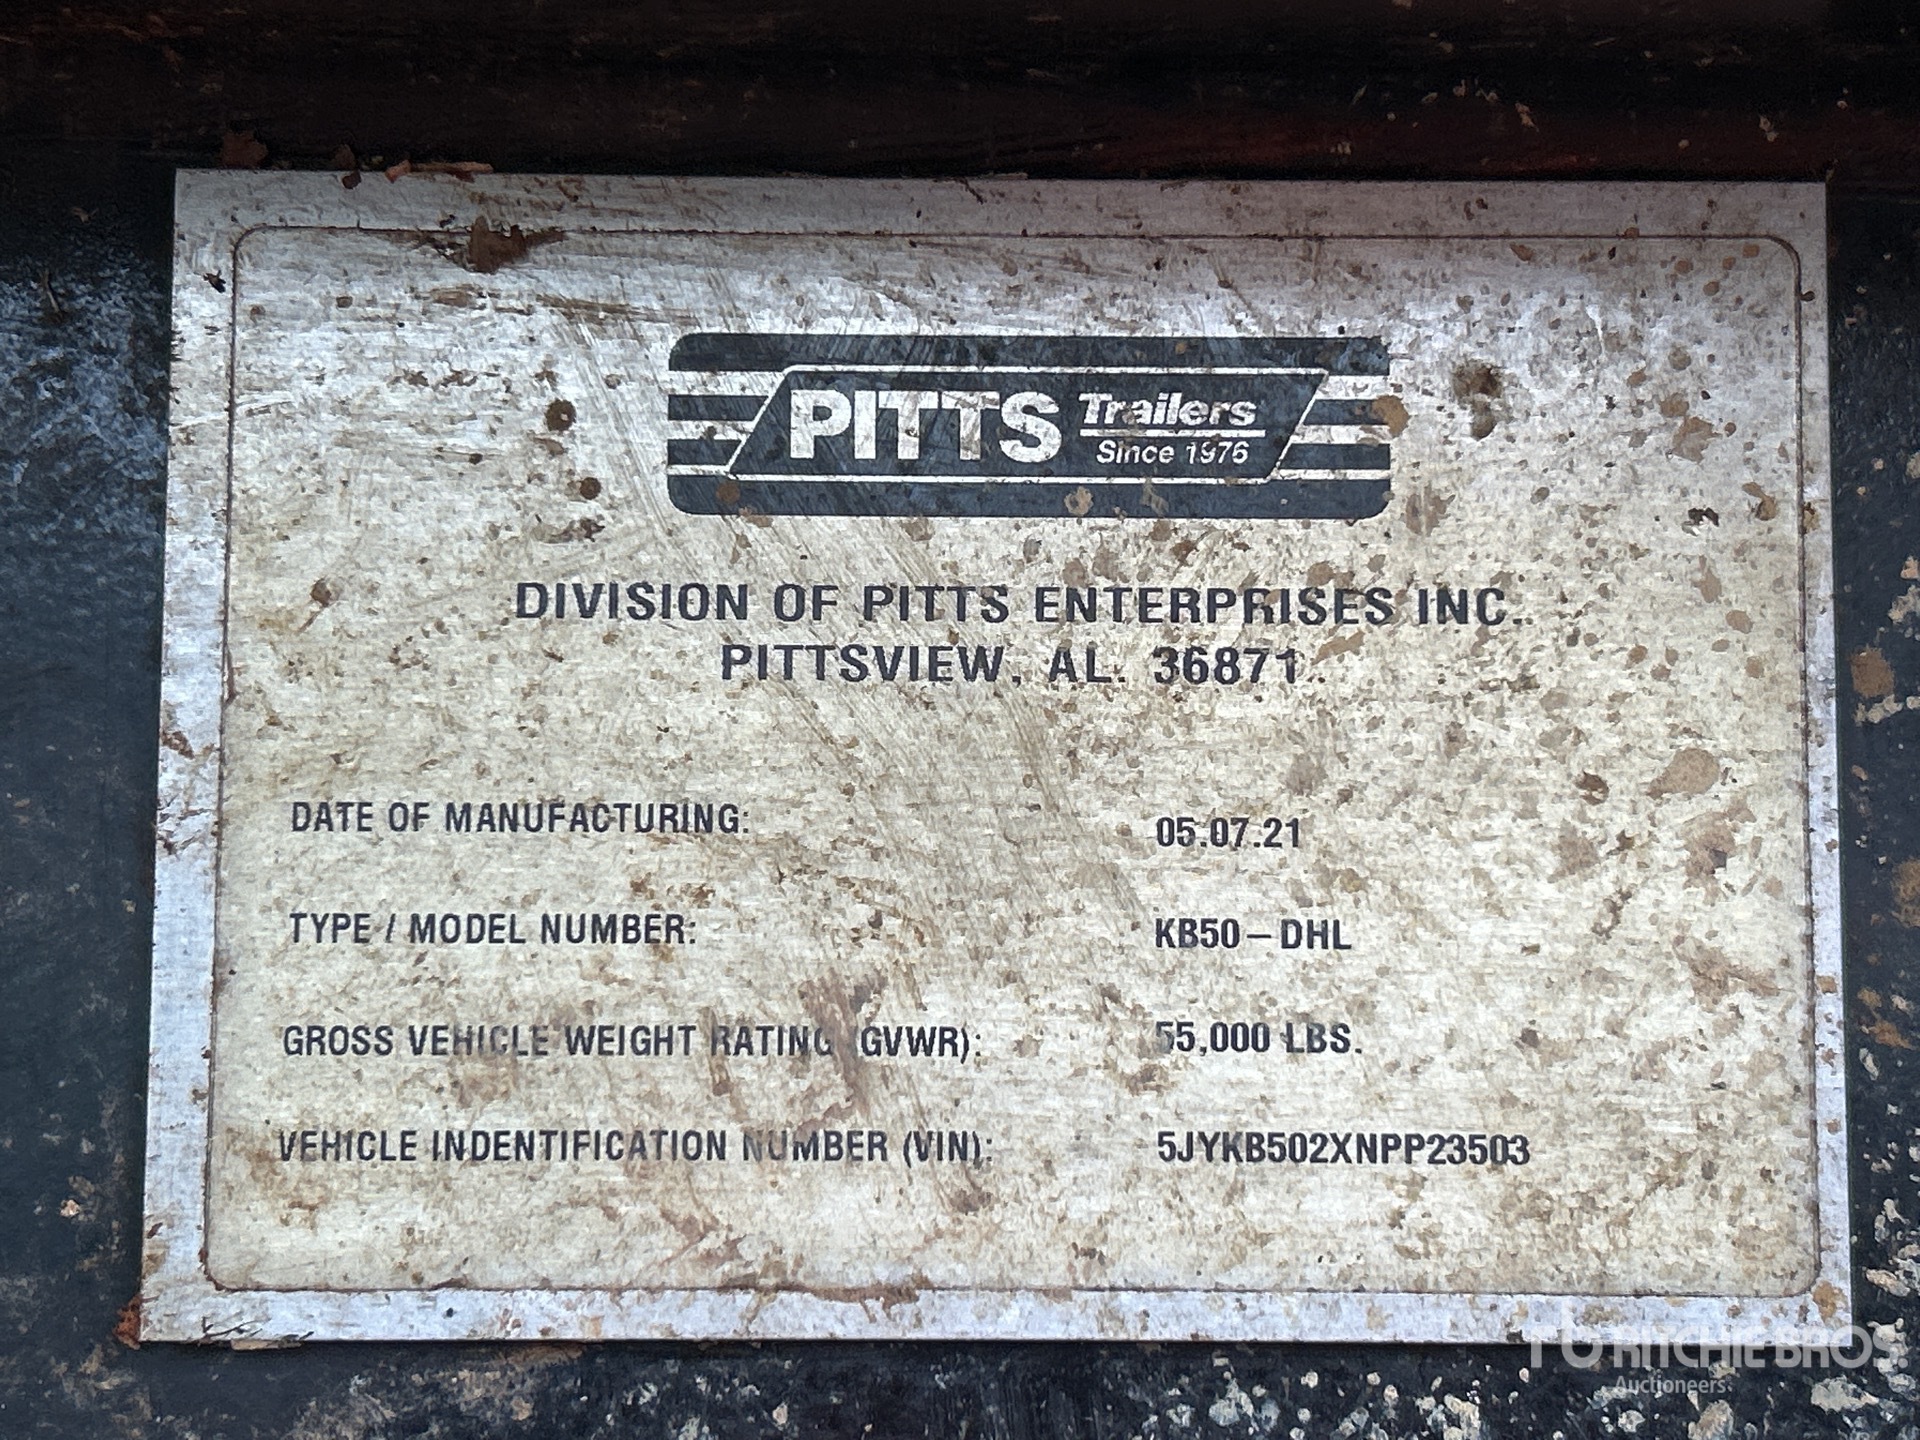 PITTS Trailers
Since 1976
DIVISION OF PITTS ENTERPRISES INC.
PITTSVIEW, AL. 36871
DATE OF MANUFACTURING: 05.07.21
TYPE / MODEL NUMBER: KB50-DHL
GROSS VEHICLE WEIGHT RATING (GVWR): 55,000 LBS.
VEHICLE INDENTIFICATION NUMBER (VIN): 5JYKB502XNPP23503
RITCHIE BROS.
Auctioneers